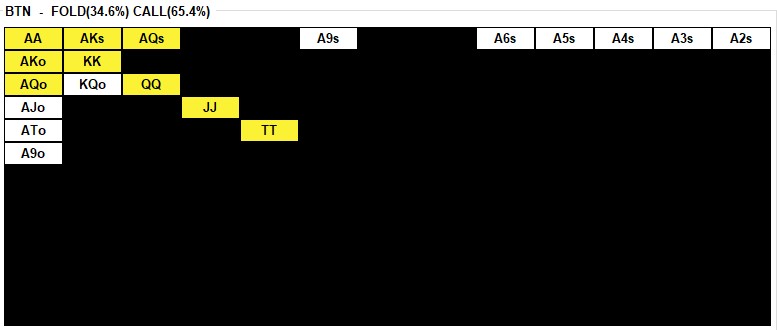 BTN - FOLD(34.6%) CALL(65.4%)
AA AKs AQs A9s A6s A5s A4s A3s A2s
AKo KK
AQo KQo QQ
AJo JJ
ATo TT
A9o